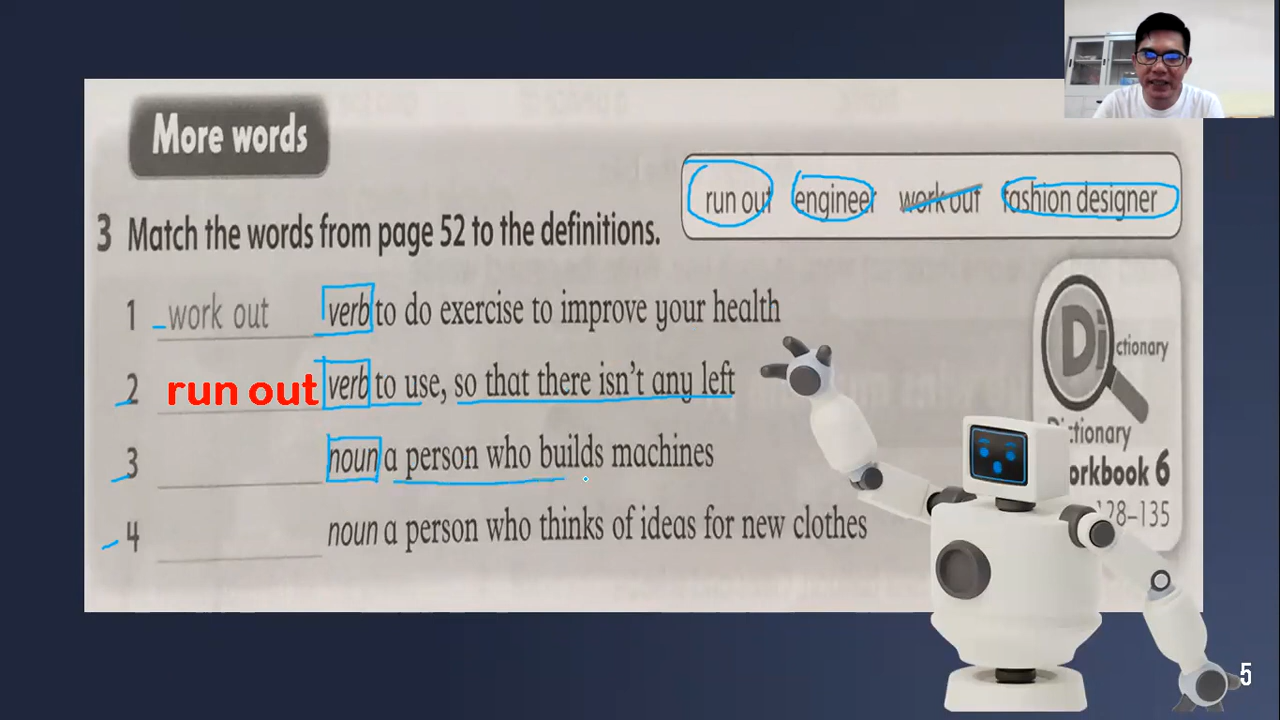 More words
run out engineer work out fashion designer
3 Match the words from page 52 to the definitions.
1 work out verb to do exercise to improve your health
2 run out verb to use, so that there isn't any left
3 noun a person who builds machines
4 noun a person who thinks of ideas for new clothes
Dictionary
Dictionary
orkbook 6
28–135
5